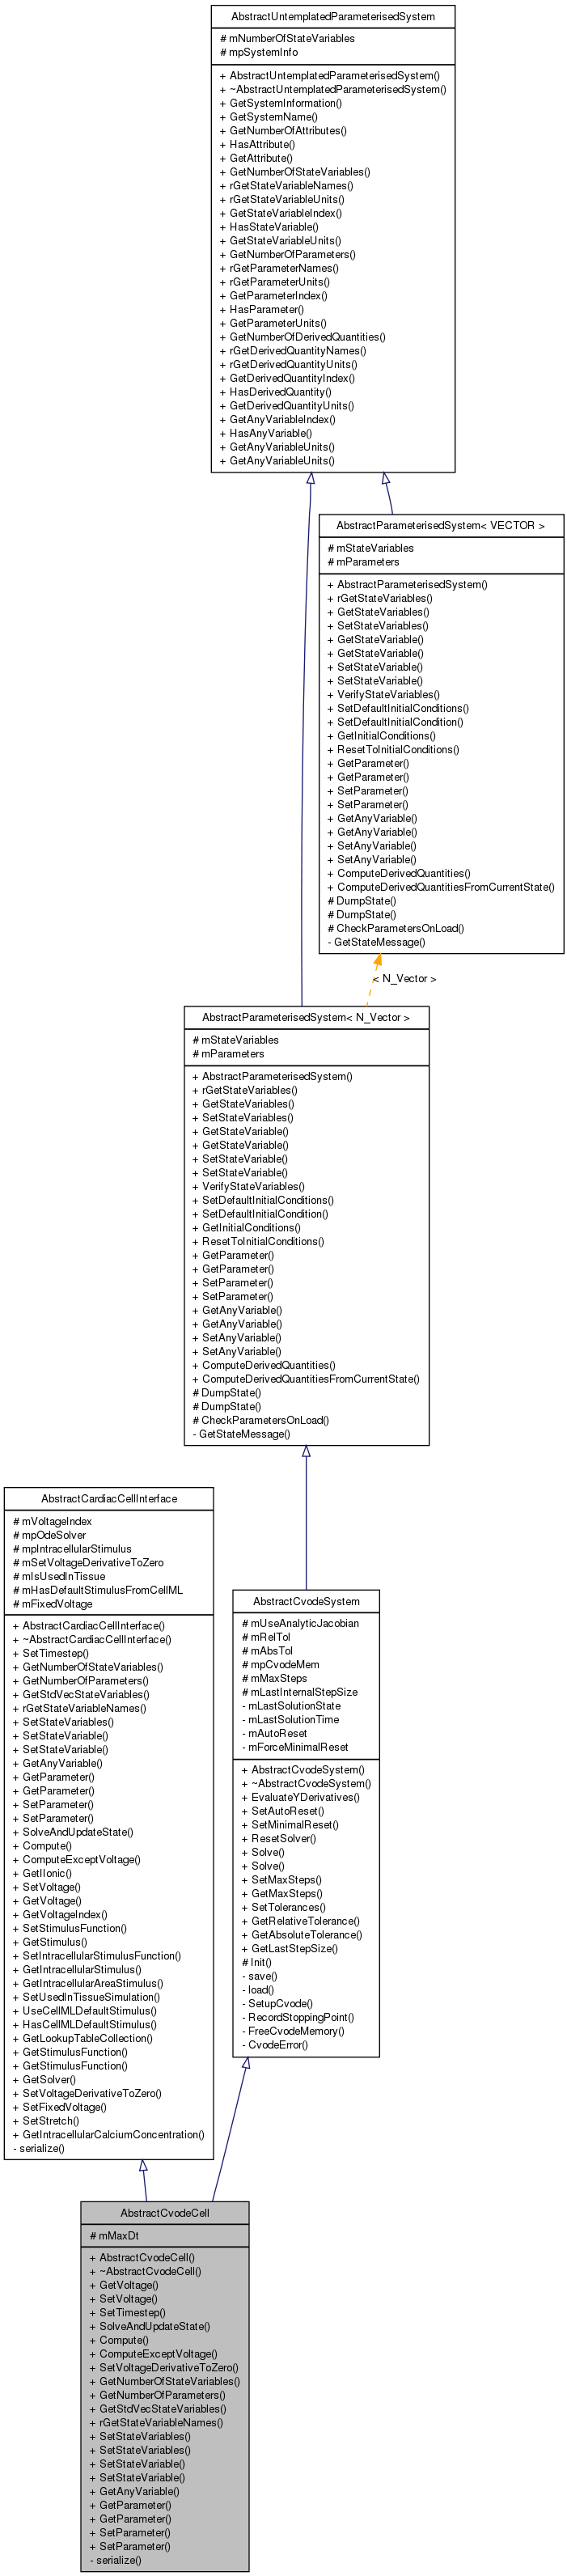 AbstractUntemplatedParameterisedSystem
# mNumberOfStateVariables
# mpSystemInfo
+ AbstractUntemplatedParameterisedSystem()
+ ~AbstractUntemplatedParameterisedSystem()
+ GetSystemInformation()
+ GetSystemName()
+ GetNumberOfAttributes()
+ HasAttribute()
+ GetAttribute()
+ GetNumberOfStateVariables()
+ rGetStateVariableNames()
+ rGetStateVariableUnits()
+ GetStateVariableIndex()
+ HasStateVariable()
+ GetStateVariableUnits()
+ GetNumberOfParameters()
+ rGetParameterNames()
+ rGetParameterUnits()
+ GetParameterIndex()
+ HasParameter()
+ GetParameterUnits()
+ GetNumberOfDerivedQuantities()
+ rGetDerivedQuantityNames()
+ rGetDerivedQuantityUnits()
+ GetDerivedQuantityIndex()
+ HasDerivedQuantity()
+ GetDerivedQuantityUnits()
+ GetAnyVariableIndex()
+ HasAnyVariable()
+ GetAnyVariableUnits()
+ GetAnyVariableUnits()
AbstractParameterisedSystem< VECTOR >
# mStateVariables
# mParameters
+ AbstractParameterisedSystem()
+ rGetStateVariables()
+ GetStateVariables()
+ SetStateVariables()
+ GetStateVariable()
+ GetStateVariable()
+ SetStateVariable()
+ SetStateVariable()
+ VerifyStateVariables()
+ SetDefaultInitialConditions()
+ SetDefaultInitialCondition()
+ GetInitialConditions()
+ ResetToInitialConditions()
+ GetParameter()
+ GetParameter()
+ SetParameter()
+ SetParameter()
+ GetAnyVariable()
+ GetAnyVariable()
+ SetAnyVariable()
+ SetAnyVariable()
+ ComputeDerivedQuantities()
+ ComputeDerivedQuantitiesFromCurrentState()
# DumpState()
# DumpState()
# CheckParametersOnLoad()
- GetStateMessage()
< N_Vector >
AbstractParameterisedSystem< N_Vector >
# mStateVariables
# mParameters
+ AbstractParameterisedSystem()
+ rGetStateVariables()
+ GetStateVariables()
+ SetStateVariables()
+ GetStateVariable()
+ GetStateVariable()
+ SetStateVariable()
+ SetStateVariable()
+ VerifyStateVariables()
+ SetDefaultInitialConditions()
+ SetDefaultInitialCondition()
+ GetInitialConditions()
+ ResetToInitialConditions()
+ GetParameter()
+ GetParameter()
+ SetParameter()
+ SetParameter()
+ GetAnyVariable()
+ GetAnyVariable()
+ SetAnyVariable()
+ SetAnyVariable()
+ ComputeDerivedQuantities()
+ ComputeDerivedQuantitiesFromCurrentState()
# DumpState()
# DumpState()
# CheckParametersOnLoad()
- GetStateMessage()
AbstractCardiacCellInterface
# mVoltageIndex
# mpOdeSolver
# mpIntracellularStimulus
# mSetVoltageDerivativeToZero
# mIsUsedInTissue
# mHasDefaultStimulusFromCellML
# mFixedVoltage
+ AbstractCardiacCellInterface()
+ ~AbstractCardiacCellInterface()
+ SetTimestep()
+ GetNumberOfStateVariables()
+ GetNumberOfParameters()
+ GetStdVecStateVariables()
+ rGetStateVariableNames()
+ SetStateVariables()
+ SetStateVariable()
+ SetStateVariable()
+ GetAnyVariable()
+ GetParameter()
+ GetParameter()
+ SetParameter()
+ SetParameter()
+ SolveAndUpdateState()
+ Compute()
+ ComputeExceptVoltage()
+ GetIIonic()
+ SetVoltage()
+ GetVoltage()
+ GetVoltageIndex()
+ SetStimulusFunction()
+ GetStimulus()
+ SetIntracellularStimulusFunction()
+ GetIntracellularStimulus()
+ GetIntracellularAreaStimulus()
+ SetUsedInTissueSimulation()
+ UseCellMLDefaultStimulus()
+ HasCellMLDefaultStimulus()
+ GetLookupTableCollection()
+ GetStimulusFunction()
+ GetStimulusFunction()
+ GetSolver()
+ SetVoltageDerivativeToZero()
+ SetFixedVoltage()
+ SetStretch()
+ GetIntracellularCalciumConcentration()
- serialize()
AbstractCvodeSystem
# mUseAnalyticJacobian
# mRelTol
# mAbsTol
# mpCvodeMem
# mMaxSteps
# mLastInternalStepSize
- mLastSolutionState
- mLastSolutionTime
- mAutoReset
- mForceMinimalReset
+ AbstractCvodeSystem()
+ ~AbstractCvodeSystem()
+ EvaluateYDerivatives()
+ SetAutoReset()
+ SetMinimalReset()
+ ResetSolver()
+ Solve()
+ Solve()
+ SetMaxSteps()
+ GetMaxSteps()
+ SetTolerances()
+ GetRelativeTolerance()
+ GetAbsoluteTolerance()
+ GetLastStepSize()
# Init()
- save()
- load()
- SetupCvode()
- RecordStoppingPoint()
- FreeCvodeMemory()
- CvodeError()
AbstractCvodeCell
# mMaxDt
+ AbstractCvodeCell()
+ ~AbstractCvodeCell()
+ GetVoltage()
+ SetVoltage()
+ SetTimestep()
+ SolveAndUpdateState()
+ Compute()
+ ComputeExceptVoltage()
+ SetVoltageDerivativeToZero()
+ GetNumberOfStateVariables()
+ GetNumberOfParameters()
+ GetStdVecStateVariables()
+ rGetStateVariableNames()
+ SetStateVariables()
+ SetStateVariables()
+ SetStateVariable()
+ SetStateVariable()
+ GetAnyVariable()
+ GetParameter()
+ GetParameter()
+ SetParameter()
+ SetParameter()
- serialize()